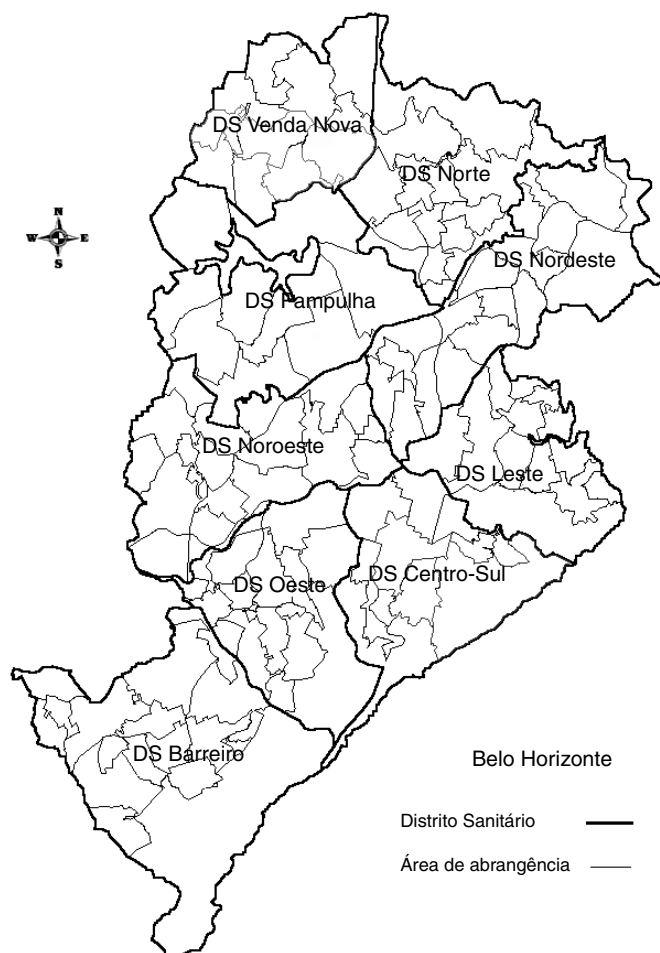 DS Venda Nova
DS Norte
N
W E
S
DS Nordeste
DS Pampulha
DS Noroeste
DS Leste
DS Centro-Sul
DS Oeste
DS Barreiro
Belo Horizonte
Distrito Sanitário
Área de abrangência